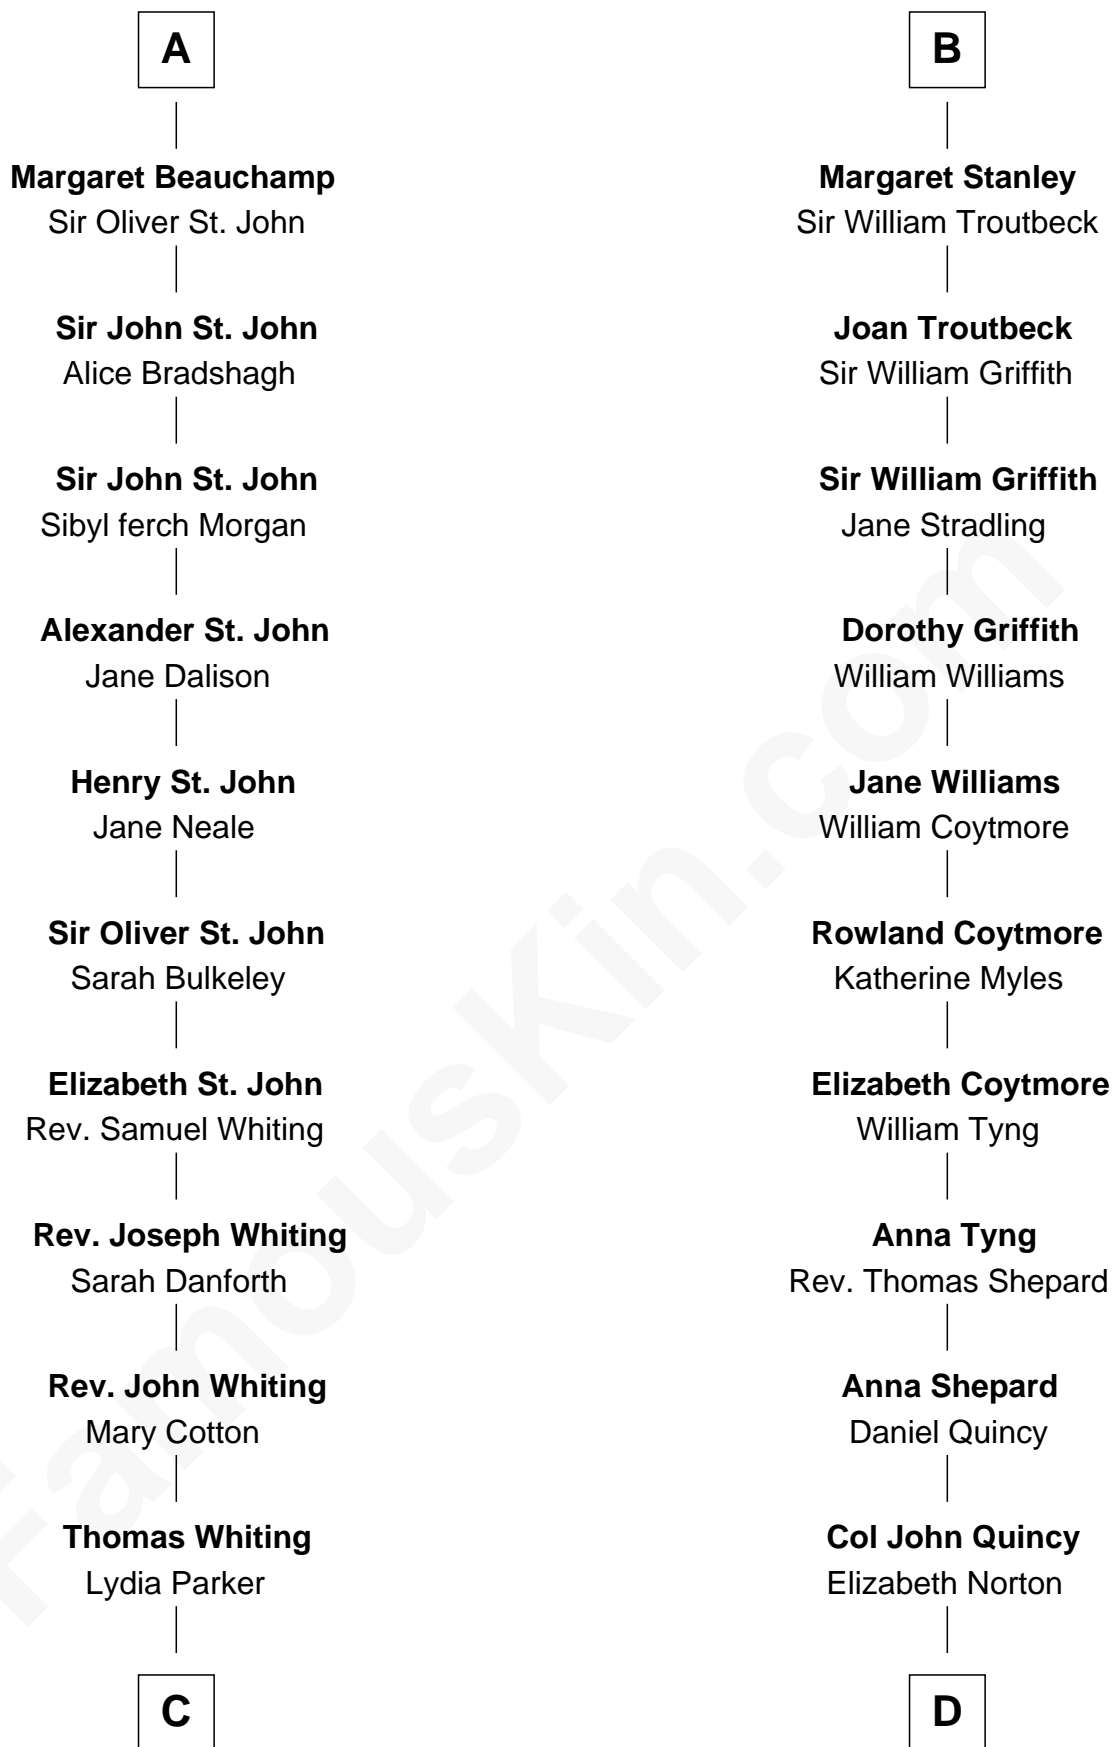 A
Margaret Beauchamp
Sir Oliver St. John
Sir John St. John
Alice Bradshagh
Sir John St. John
Sibyl ferch Morgan
Alexander St. John
Jane Dalison
Henry St. John
Jane Neale
Sir Oliver St. John
Sarah Bulkeley
Elizabeth St. John
Rev. Samuel Whiting
Rev. Joseph Whiting
Sarah Danforth
Rev. John Whiting
Mary Cotton
Thomas Whiting
Lydia Parker
C
B
Margaret Stanley
Sir William Troutbeck
Joan Troutbeck
Sir William Griffith
Sir William Griffith
Jane Stradling
Dorothy Griffith
William Williams
Jane Williams
William Coytmore
Rowland Coytmore
Katherine Myles
Elizabeth Coytmore
William Tyng
Anna Tyng
Rev. Thomas Shepard
Anna Shepard
Daniel Quincy
Col John Quincy
Elizabeth Norton
D
FamousKin.com